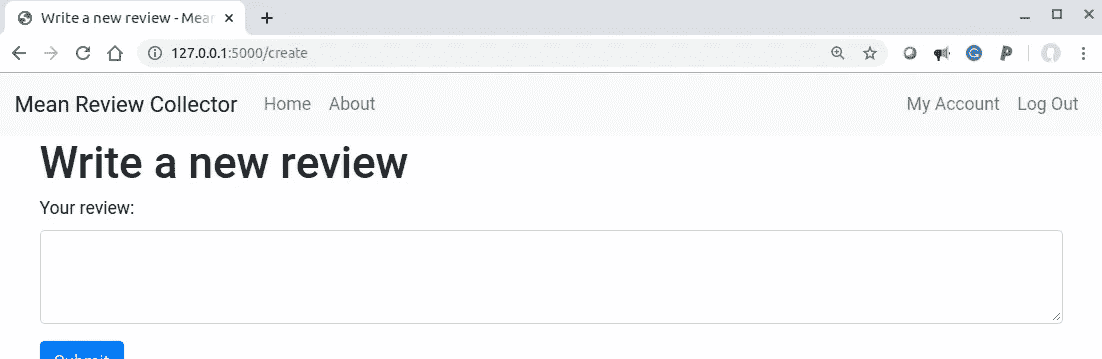 Write a new review - Mear
127.0.0.1:5000/create
Mean Review Collector Home About My Account Log Out
Write a new review
Your review:
Submit